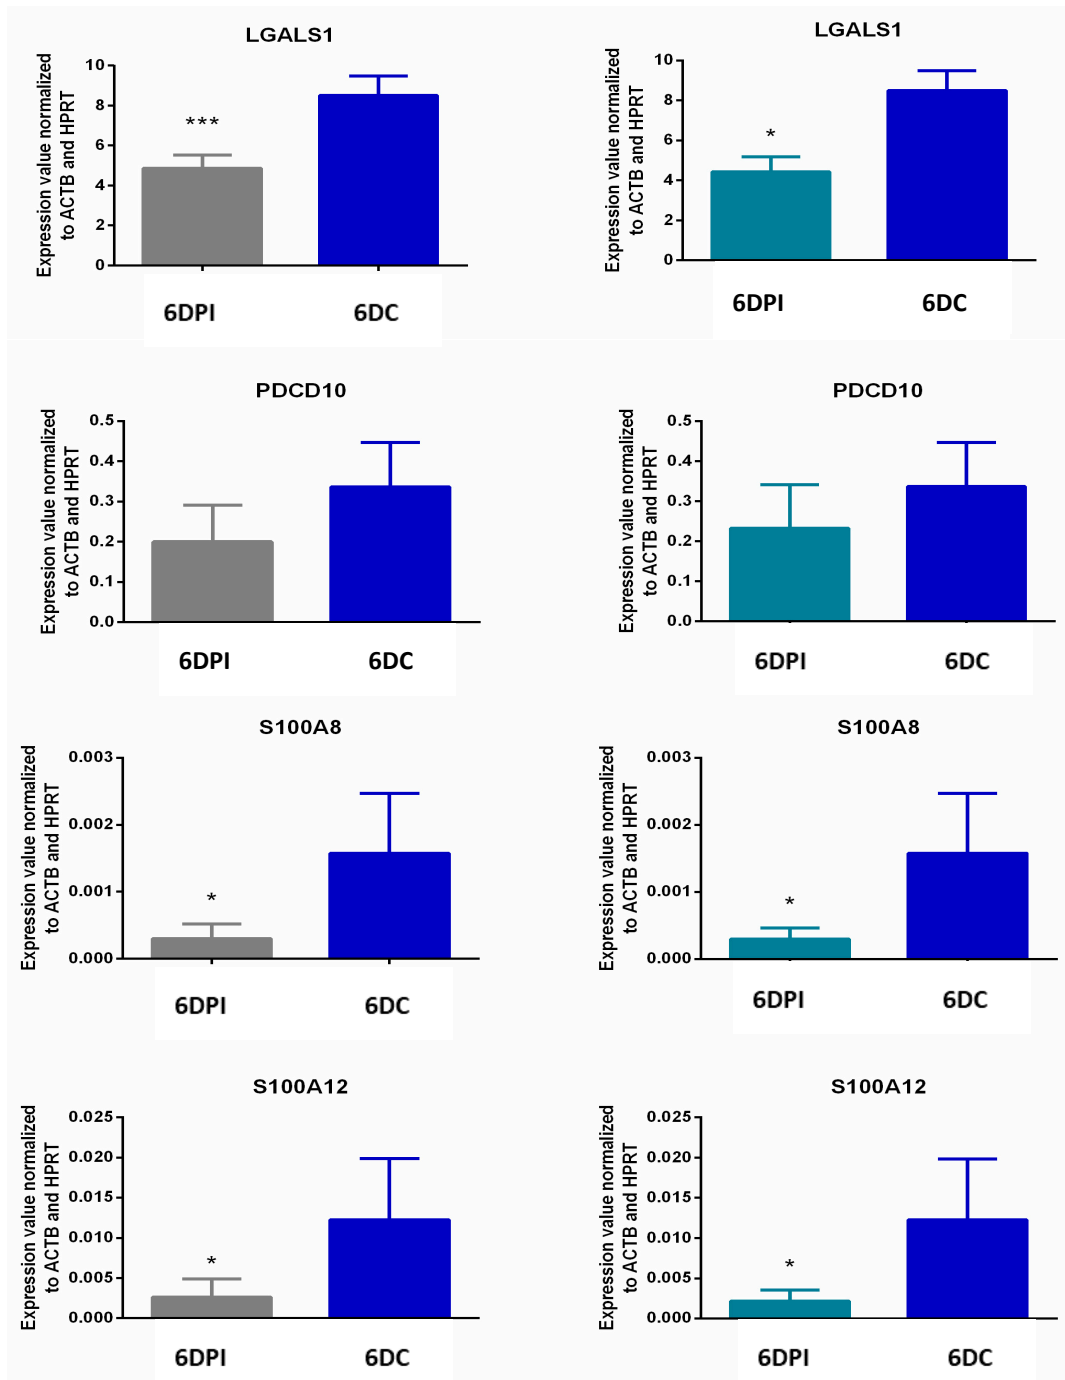 LGALS1
Expression value normalized
to ACTB and HPRT
10
8
6
4
2
0
***
6DPI
6DC
LGALS1
Expression value normalized
to ACTB and HPRT
10
8
6
4
2
0
*
6DPI
6DC
PDCD10
Expression value normalized
to ACTB and HPRT
0.5
0.4
0.3
0.2
0.1
0.0
6DPI
6DC
PDCD10
Expression value normalized
to ACTB and HPRT
0.5
0.4
0.3
0.2
0.1
0.0
6DPI
6DC
S100A8
Expression value normalized
to ACTB and HPRT
0.003
0.002
0.001
0.000
*
6DPI
6DC
S100A8
Expression value normalized
to ACTB and HPRT
0.003
0.002
0.001
0.000
*
6DPI
6DC
S100A12
Expression value normalized
to ACTB and HPRT
0.025
0.020
0.015
0.010
0.005
0.000
*
6DPI
6DC
S100A12
Expression value normalized
to ACTB and HPRT
0.025
0.020
0.015
0.010
0.005
0.000
*
6DPI
6DC